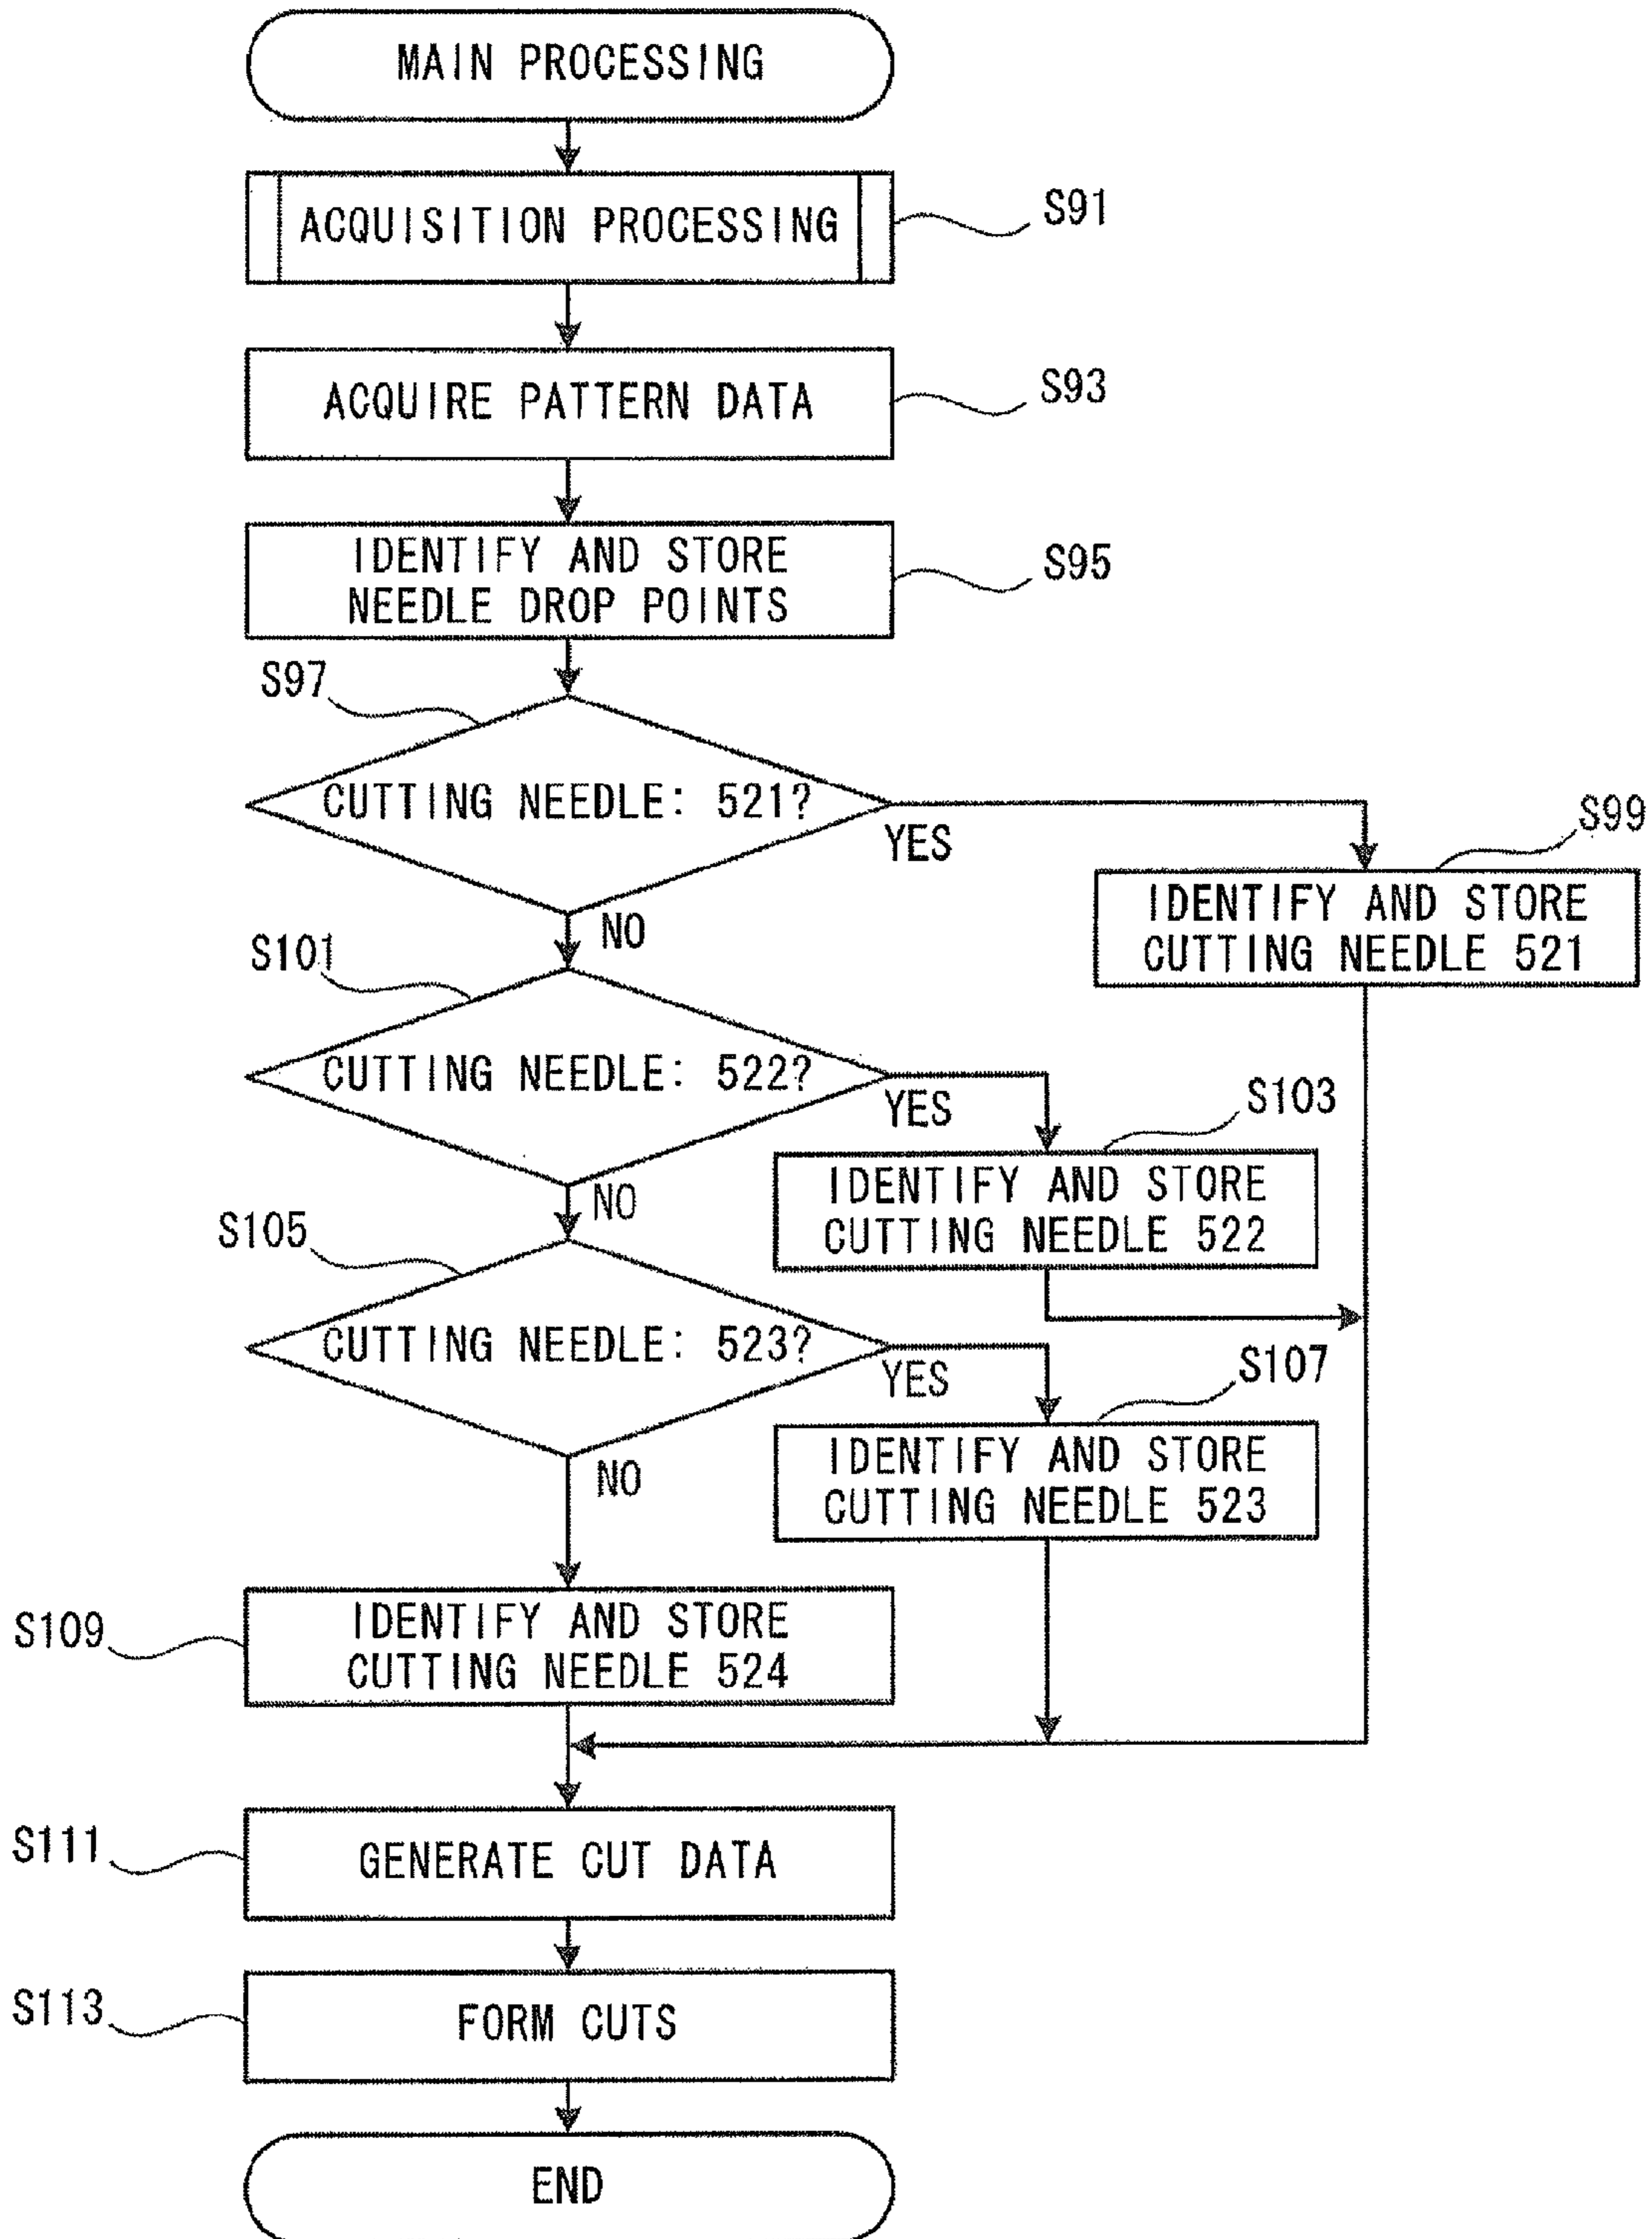 MAIN PROCESSING
ACQUISITION PROCESSING
S91
ACQUIRE PATTERN DATA
S93
IDENTIFY AND STORE
NEEDLE DROP POINTS
S95
S97
CUTTING NEEDLE: 521?
YES
NO
S99
IDENTIFY AND STORE
CUTTING NEEDLE 521
S101
CUTTING NEEDLE: 522?
YES
NO
S103
IDENTIFY AND STORE
CUTTING NEEDLE 522
S105
CUTTING NEEDLE: 523?
YES
NO
S107
IDENTIFY AND STORE
CUTTING NEEDLE 523
S109
IDENTIFY AND STORE
CUTTING NEEDLE 524
S111
GENERATE CUT DATA
S113
FORM CUTS
END